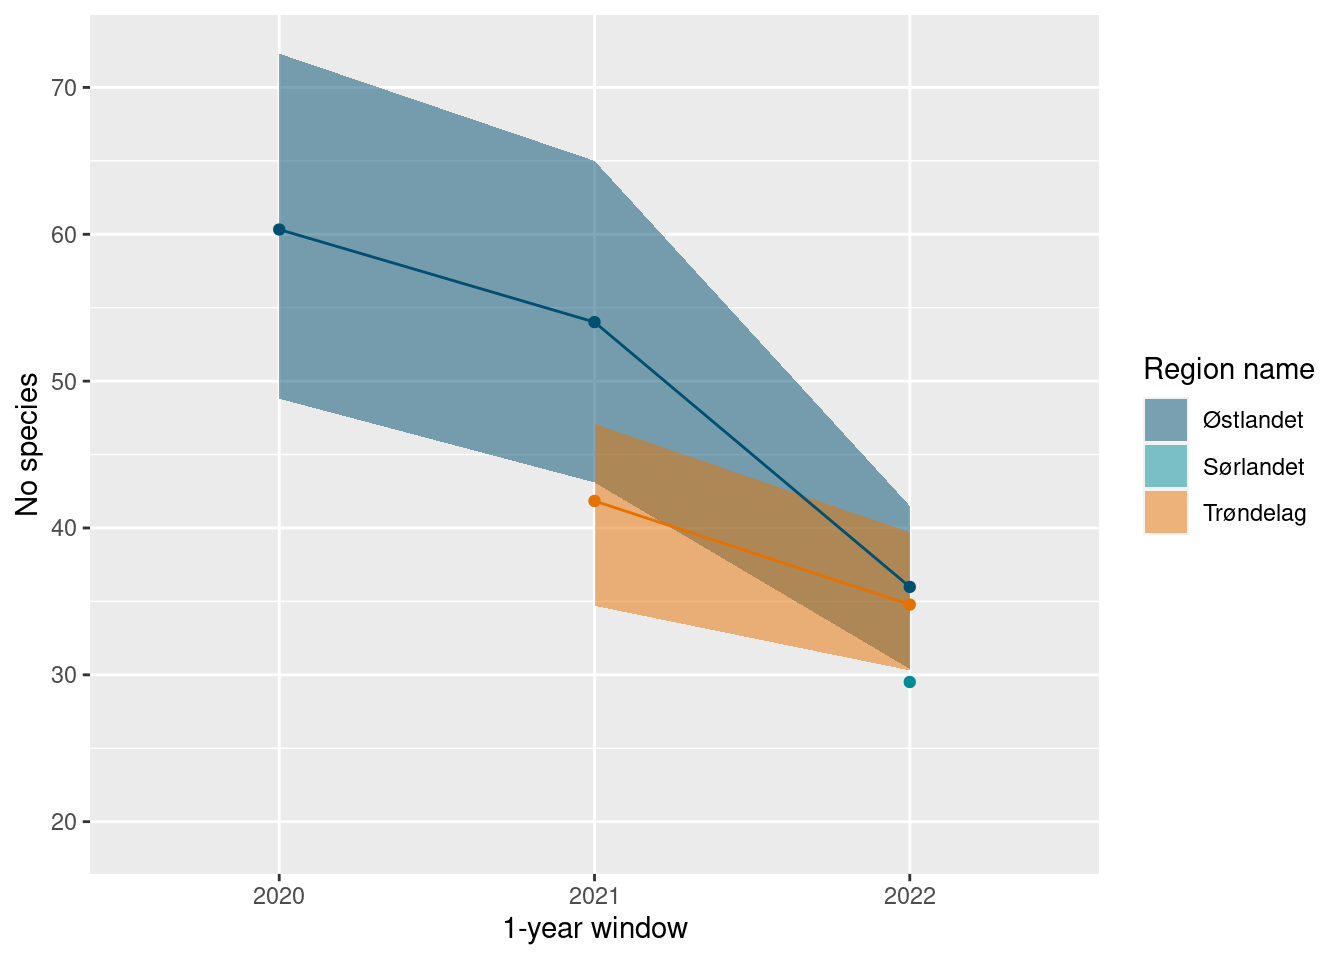 70
60
50
40
30
20
No species
2020
2021
2022
1-year window
Region name
Østlandet
Sørlandet
Trøndelag